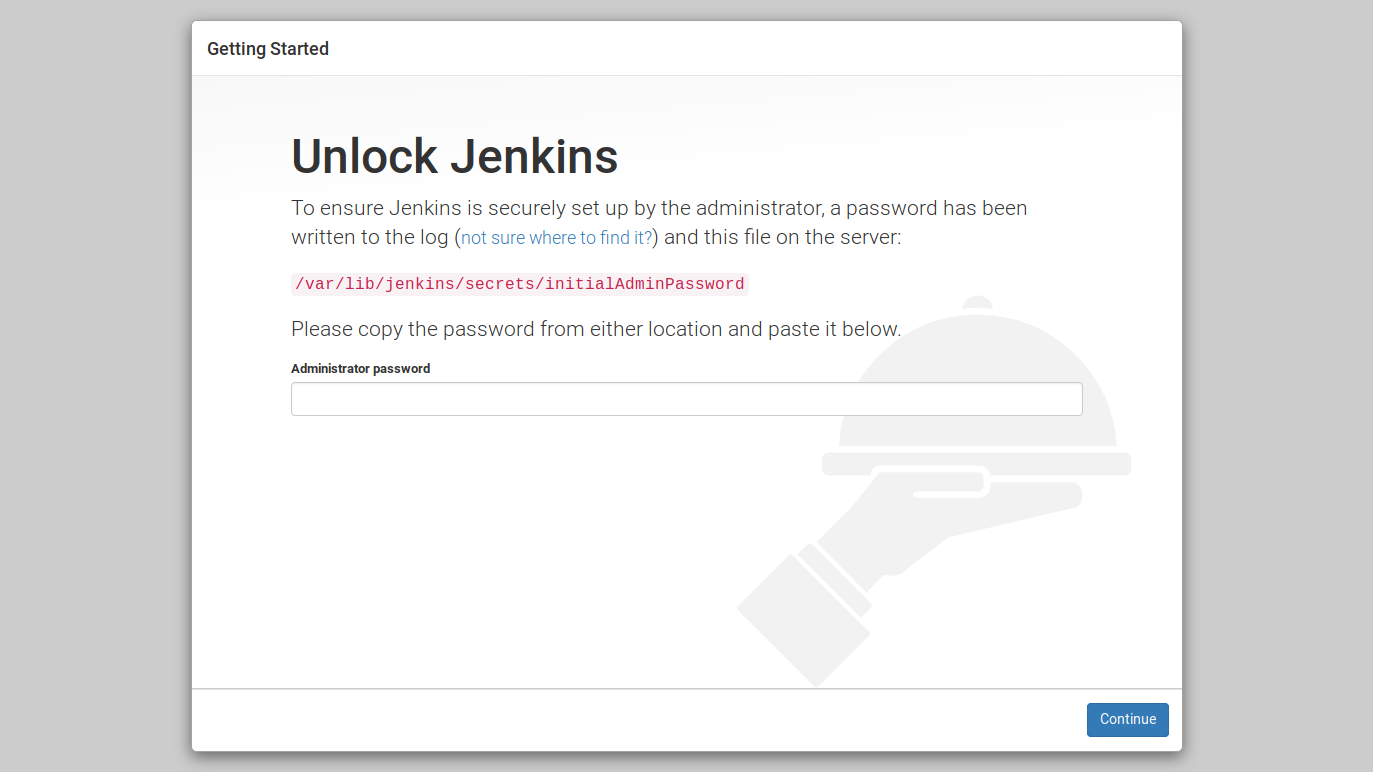 Getting Started
Unlock Jenkins
To ensure Jenkins is securely set up by the administrator, a password has been
written to the log (not sure where to find it?) and this file on the server:
/var/lib/jenkins/secrets/initialAdminPassword
Please copy the password from either location and paste it below.
Administrator password
Continue